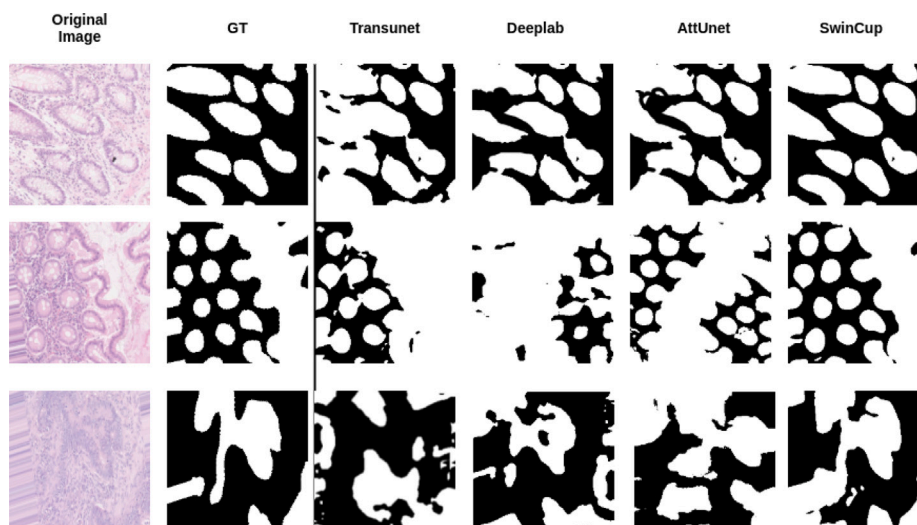 Original
Image
GT
Transunet
Deeplab
AttUnet
SwinCup